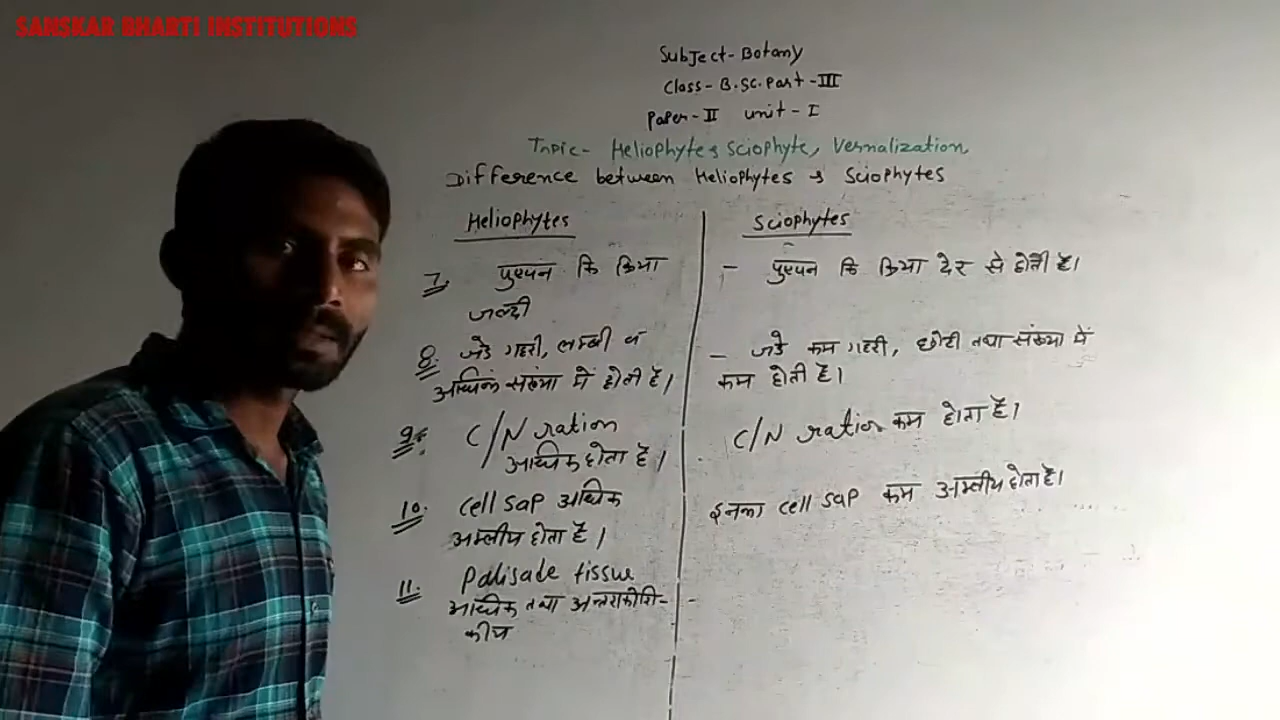 SANSKAR BHARTI INSTITUTIONS
Subject- Botany
Class- B.Sc. Part - III
Paper- II unit - I
Topic- Heliophyte & Sciophyte, Vernalization
Difference between Heliophytes & Sciophytes
Heliophytes
7. पुष्पन कि क्रिया
जल्दी
8. जडे गहरी, लम्बी व
अधिक संख्या में होती है।
9. C/N ration
अधिक होता है।
10. Cell sap अधिक
अम्लीय होता है।
11. Palisade tissue
अधिक तथा अन्तराकोशि-
कीय
Sciophytes
- पुष्पन कि क्रिया देर से होती है।
- जडे कम गहरी, छोटी तथा संख्या में
कम होती है।
C/N ration कम होता है।
इनका cell sap कम अम्लीय होता है।
-